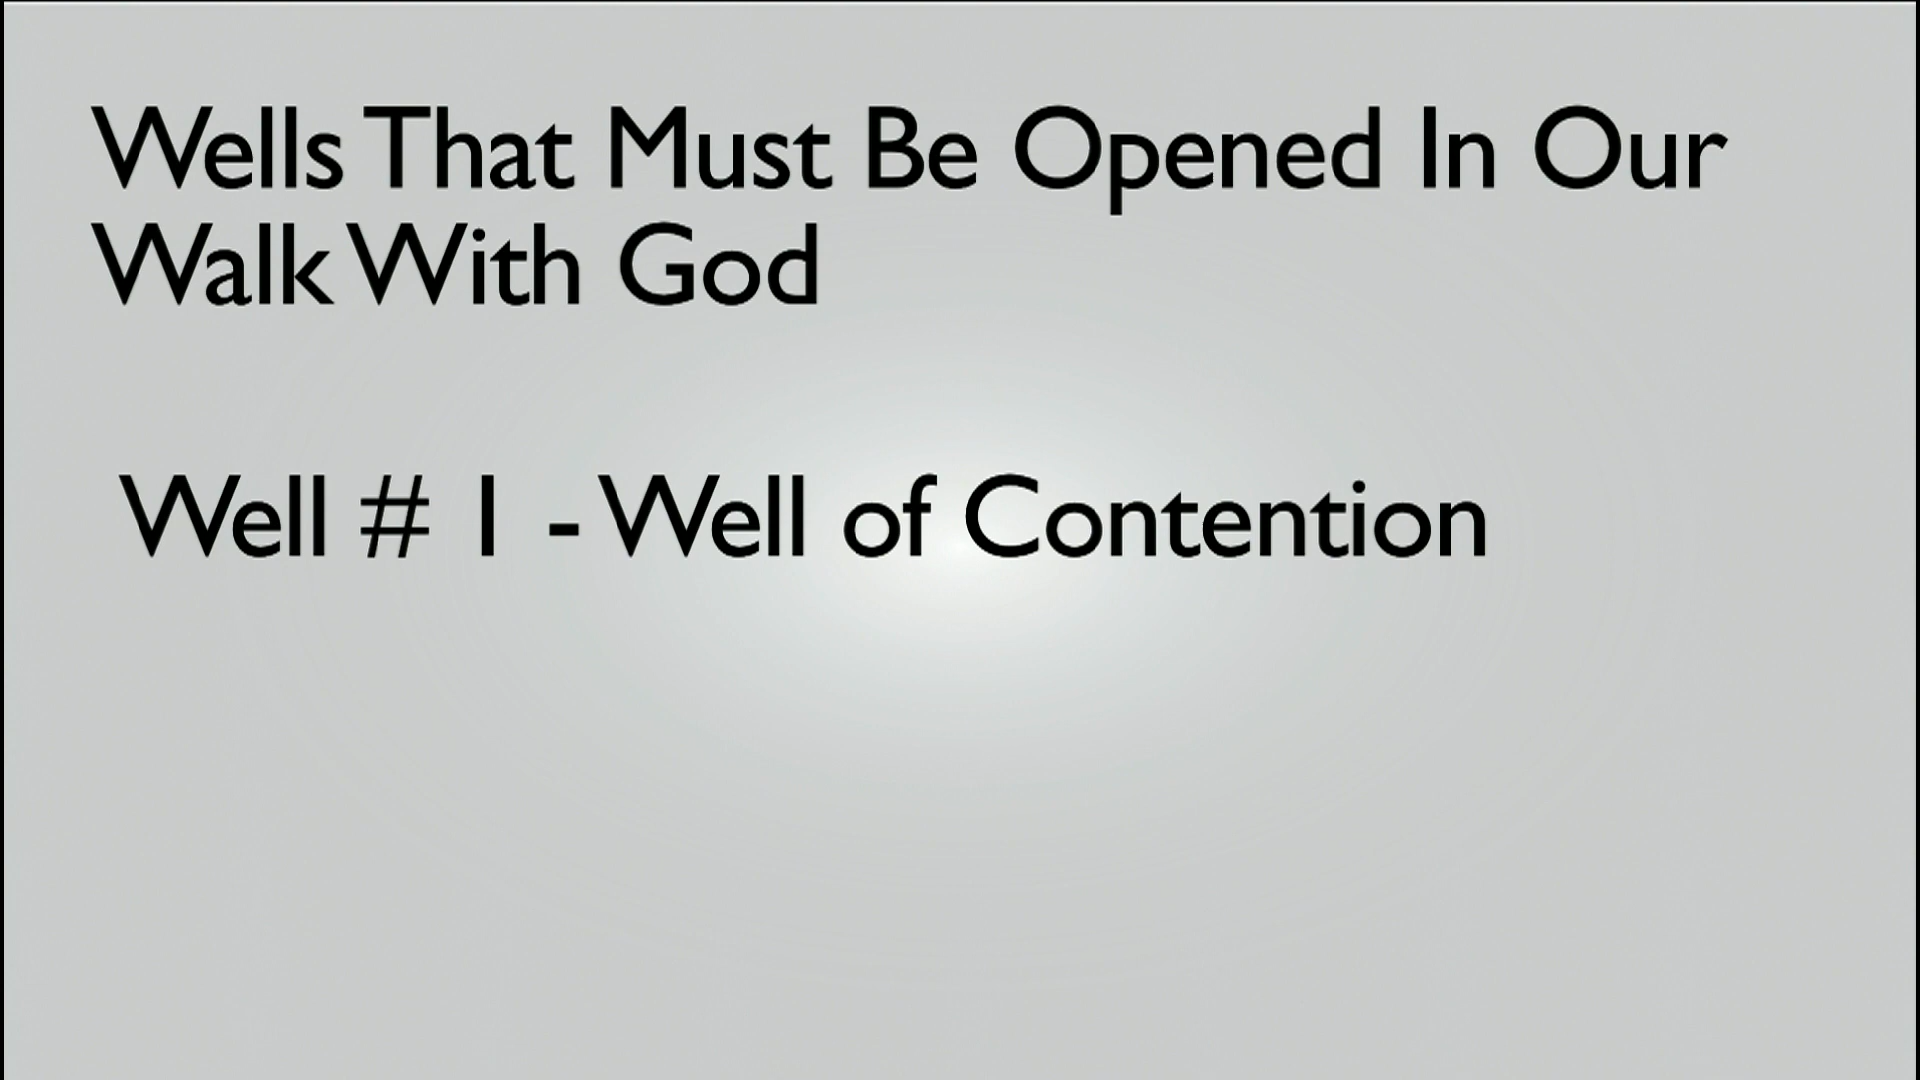 Wells That Must Be Opened In Our
Walk With God
Well # 1 - Well of Contention